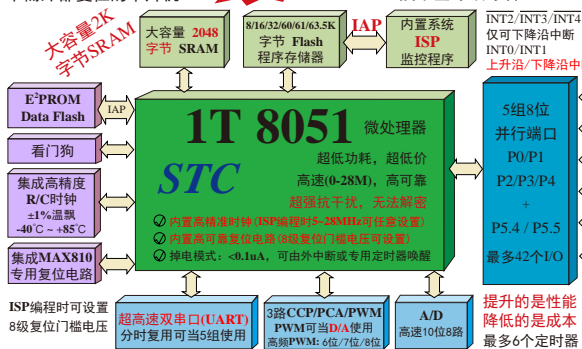 大容量2K
字节SRAM
大容量 2048
字节 SRAM
8/16/32/60/61/63.5K
字节 Flash
程序存储器
IAP
内置系统
ISP
监控程序
INT2/INT3/INT4
仅可下降沿中断
INT0/INT1
上升沿/下降沿中
E²PROM
Data Flash
IAP
看门狗
集成高精度
R/C时钟
±1%温飘
-40℃ ~ +85℃
集成MAX810
专用复位电路
ISP编程时可设置
8级复位门槛电压
1T 8051 微处理器
STC
超低功耗，超低价
高速(0-28M)，高可靠
超强抗干扰，无法解密
内置高精准时钟(ISP编程时5~28MHz可任意设置)
内置高可靠复位电路(8级复位门槛电压可设置)
掉电模式：<0.1uA，可由外中断或专用定时器唤醒
5组8位
并行端口
P0/P1
P2/P3/P4
+
P5.4 / P5.5
最多42个I/O
超高速双串口(UART)
分时复用可当5组使用
3路CCP/PCA/PWM
PWM可当D/A使用
高频PWM: 6位/7位/8位
A/D
高速10位8路
提升的是性能
降低的是成本
最多6个定时器